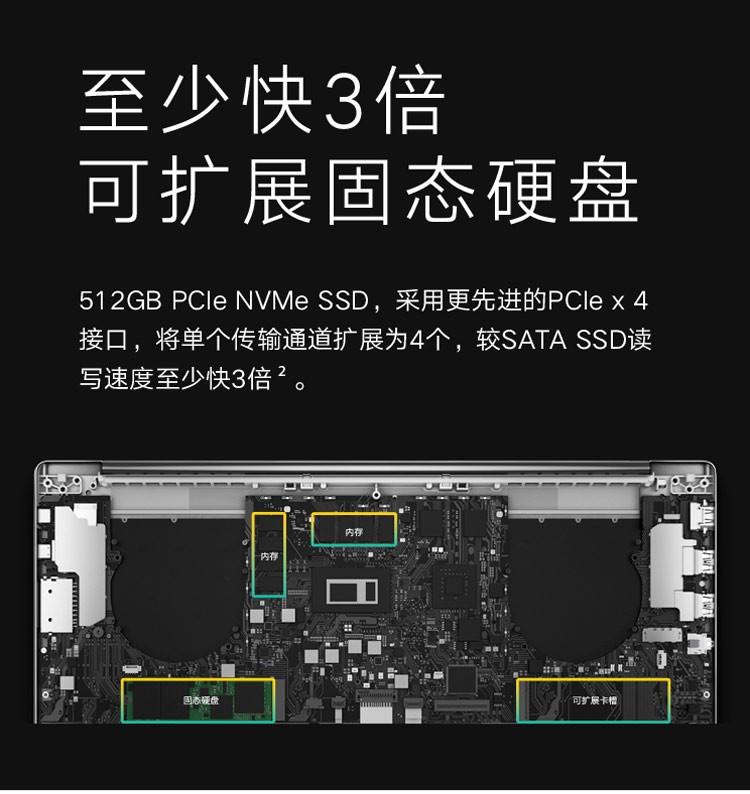 至少快3倍
可扩展固态硬盘
512GB PCIe NVMe SSD，采用更先进的PCIe x 4
接口，将单个传输通道扩展为4个，较SATA SSD读
写速度至少快3倍²。
内存
内存
固态硬盘
可扩展卡槽